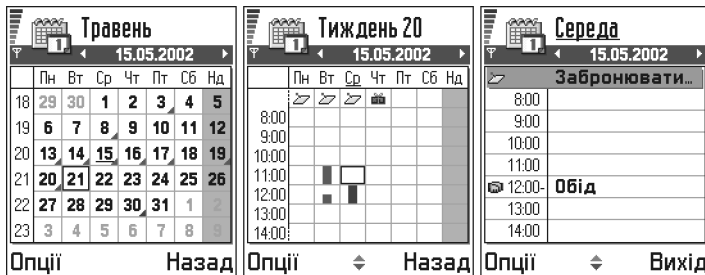 Травень
15.05.2002
Пн Вт Ср Чт Пт Сб Нд
18 29 30 1 2 3 4 5
19 6 7 8 9 10 11 12
20 13 14 15 16 17 18 19
21 20 21 22 23 24 25 26
22 27 28 29 30 31 1 2
23 3 4 5 6 7 8 9
Опції Назад
Тиждень 20
15.05.2002
Пн Вт Ср Чт Пт Сб Нд
8:00
9:00
10:00
11:00
12:00
13:00
14:00
Опції Назад
Середа
15.05.2002
Забронювати...
8:00
9:00
10:00
11:00
12:00- Обід
13:00
14:00
Опції Вихід